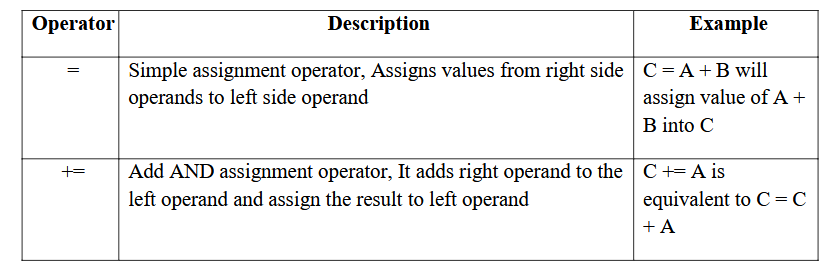 Operator Description Example
= Simple assignment operator, Assigns values from right side C = A + B will
operands to left side operand assign value of A +
B into C
+= Add AND assignment operator, It adds right operand to the C += A is
left operand and assign the result to left operand equivalent to C = C
+ A